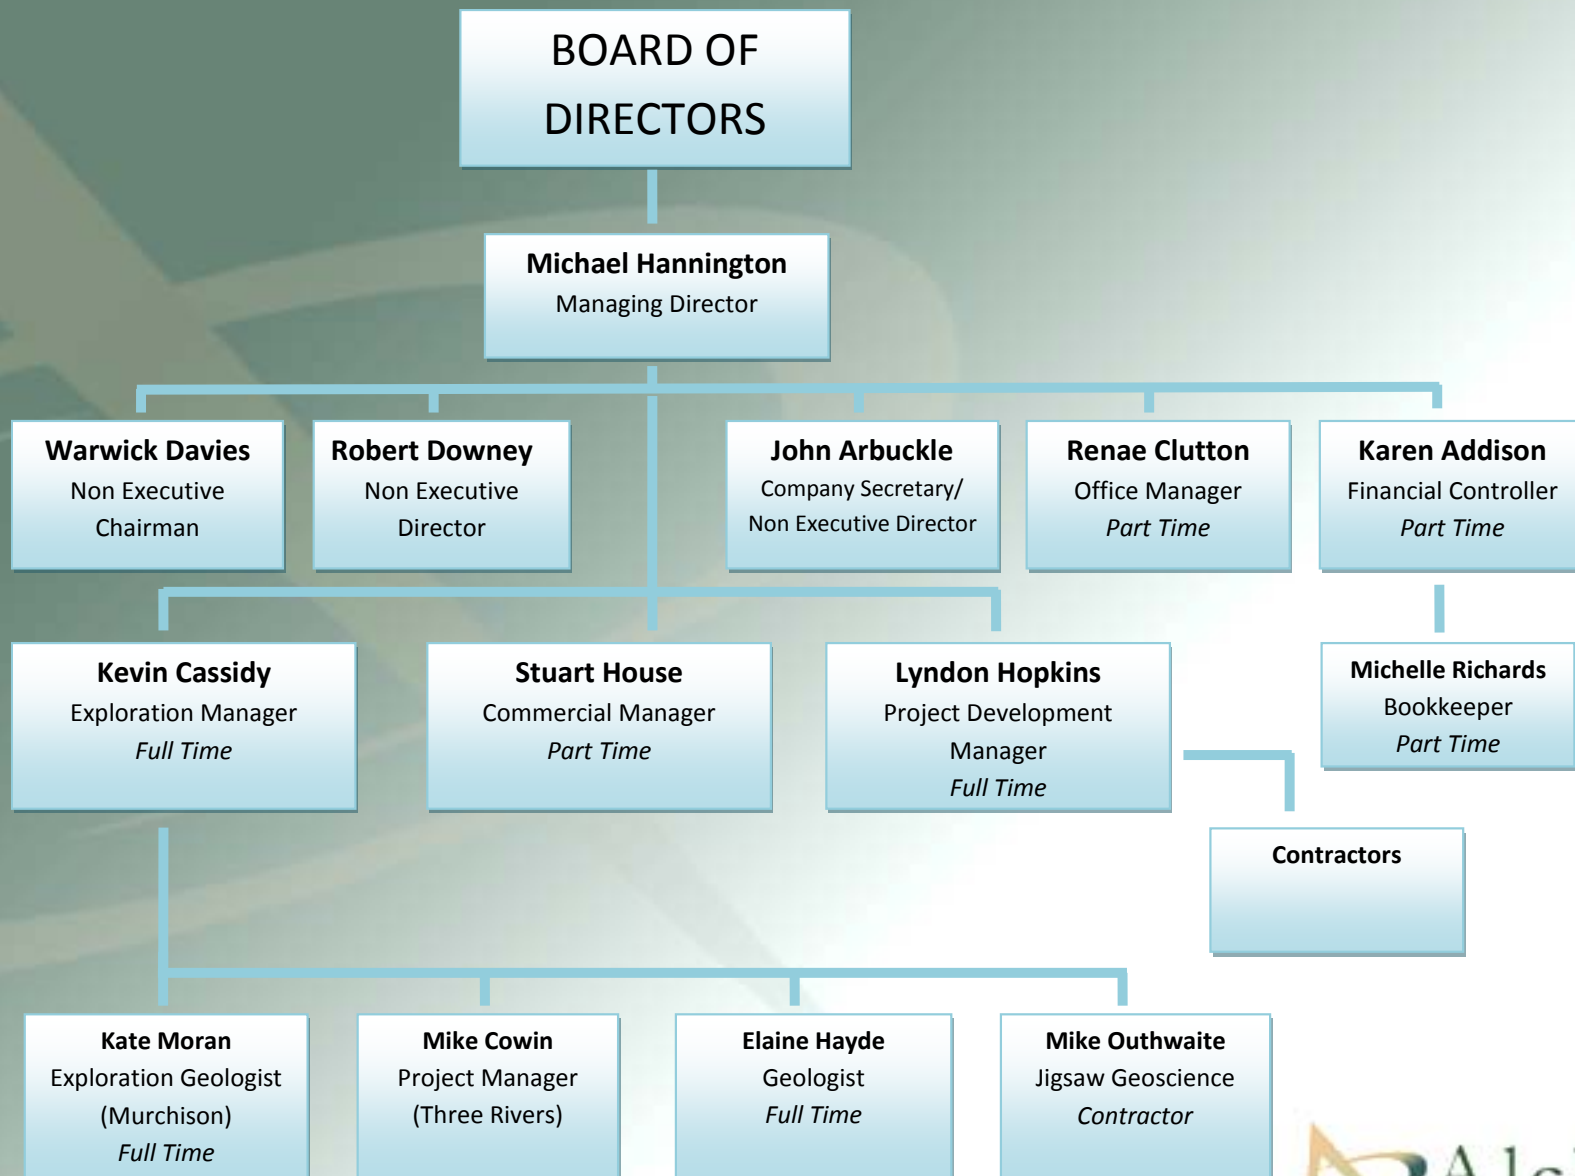 BOARD OF
DIRECTORS
Michael Hannington
Managing Director
Warwick Davies
Non Executive
Chairman
Robert Downey
Non Executive
Director
John Arbuckle
Company Secretary/
Non Executive Director
Renae Clutton
Office Manager
Part Time
Karen Addison
Financial Controller
Part Time
Kevin Cassidy
Exploration Manager
Full Time
Stuart House
Commercial Manager
Part Time
Lyndon Hopkins
Project Development
Manager
Full Time
Michelle Richards
Bookkeeper
Part Time
Contractors
Kate Moran
Exploration Geologist
(Murchison)
Full Time
Mike Cowin
Project Manager
(Three Rivers)
Elaine Hayde
Geologist
Full Time
Mike Outhwaite
Jigsaw Geoscience
Contractor